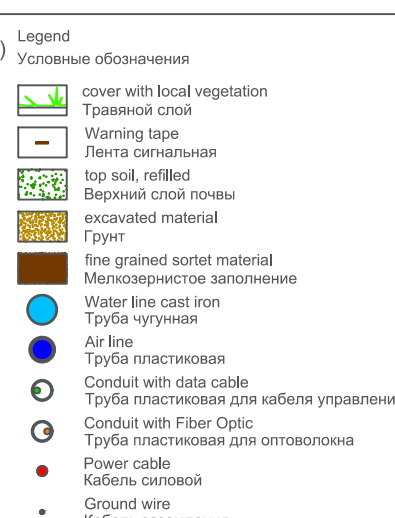 )
Legend
Условные обозначения
cover with local vegetation
Травяной слой
Warning tape
Лента сигнальная
top soil, refilled
Верхний слой почвы
excavated material
Грунт
fine grained sortet material
Мелкозернистое заполнение
Water line cast iron
Труба чугунная
Air line
Труба пластиковая
Conduit with data cable
Труба пластиковая для кабеля управлени
Conduit with Fiber Optic
Труба пластиковая для оптоволокна
Power cable
Кабель силовой
Ground wire